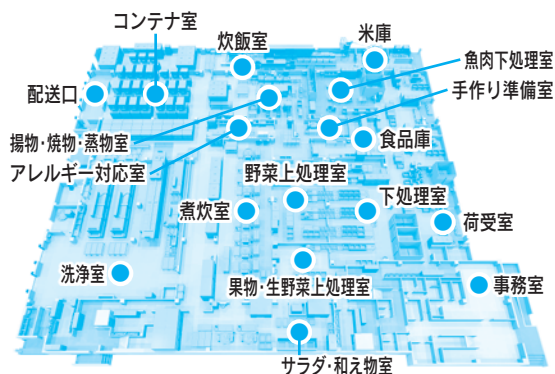 コンテナ室
炊飯室
米庫
魚肉下処理室
配送口
手作り準備室
揚物・焼物・蒸物室
食品庫
アレルギー対応室
野菜上処理室
煮炊室
下処理室
荷受室
洗浄室
果物・生野菜上処理室
事務室
サラダ・和え物室